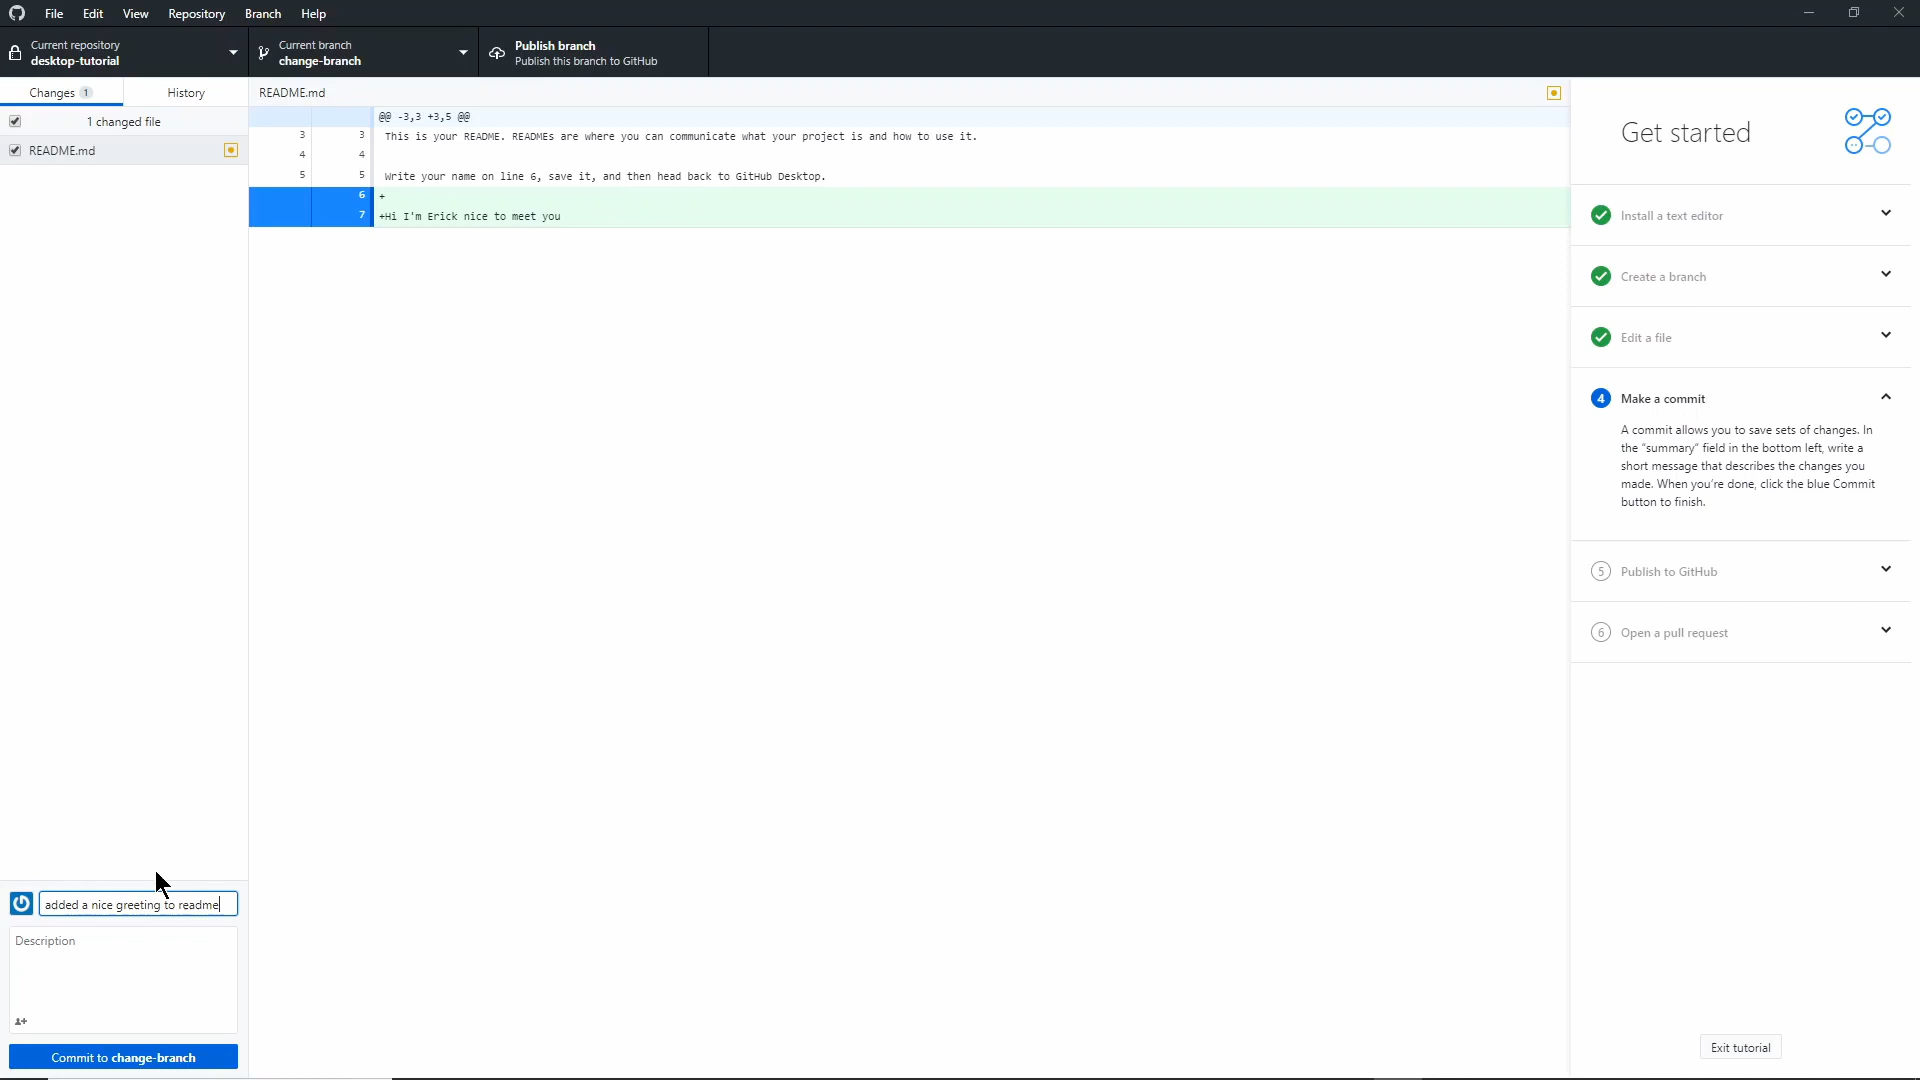 File Edit View Repository Branch Help
Current repository
desktop-tutorial
Current branch
change-branch
Publish branch
Publish this branch to GitHub
Changes 1 History
1 changed file
README.md
README.md
@@ -3,3 +3,5 @@
3 3 This is your README. READMEs are where you can communicate what your project is and how to use it.
4 4
5 5 Write your name on line 6, save it, and then head back to GitHub Desktop.
6 +
7 +Hi I'm Erick nice to meet you
added a nice greeting to readme
Description
Commit to change-branch
Get started
Install a text editor
Create a branch
Edit a file
4 Make a commit
A commit allows you to save sets of changes. In
the “summary” field in the bottom left, write a
short message that describes the changes you
made. When you’re done, click the blue Commit
button to finish.
5 Publish to GitHub
6 Open a pull request
Exit tutorial